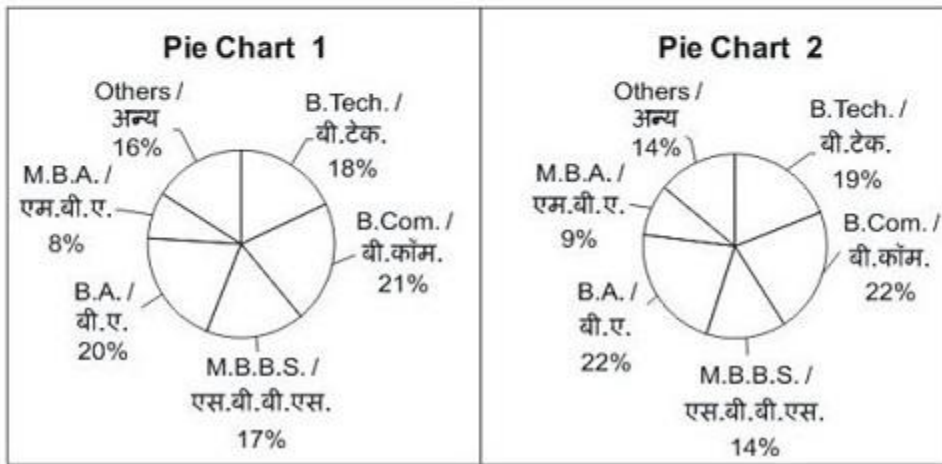 Pie Chart 1
Others /
अन्य
16%
B.Tech. /
बी.टेक.
18%
M.B.A. /
एम.बी.ए.
8%
B.Com. /
बी.कॉम.
21%
B.A. /
बी.ए.
20%
M.B.B.S. /
एस.बी.बी.एस.
17%
Pie Chart 2
Others /
अन्य
14%
B.Tech. /
बी.टेक.
19%
M.B.A. /
एम.बी.ए.
9%
B.Com. /
बी.कॉम.
22%
B.A. /
बी.ए.
22%
M.B.B.S. /
एस.बी.बी.एस.
14%